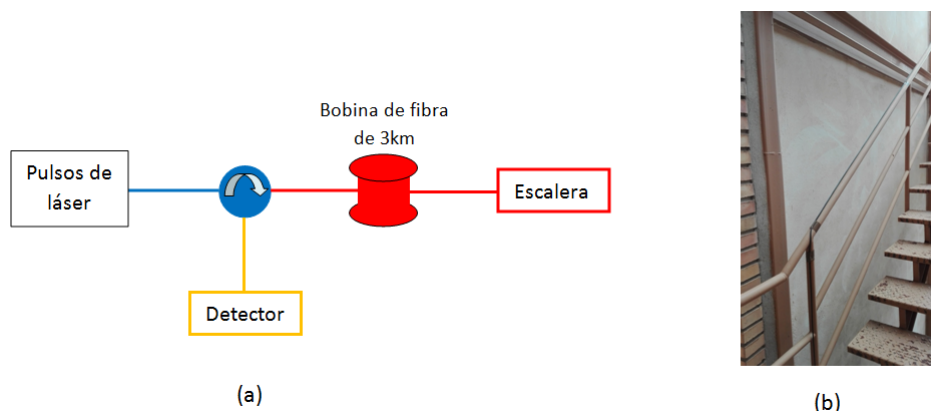 Bobina de fibra
de 3km
Pulsos de
láser
Escalera
Detector
(a)
(b)